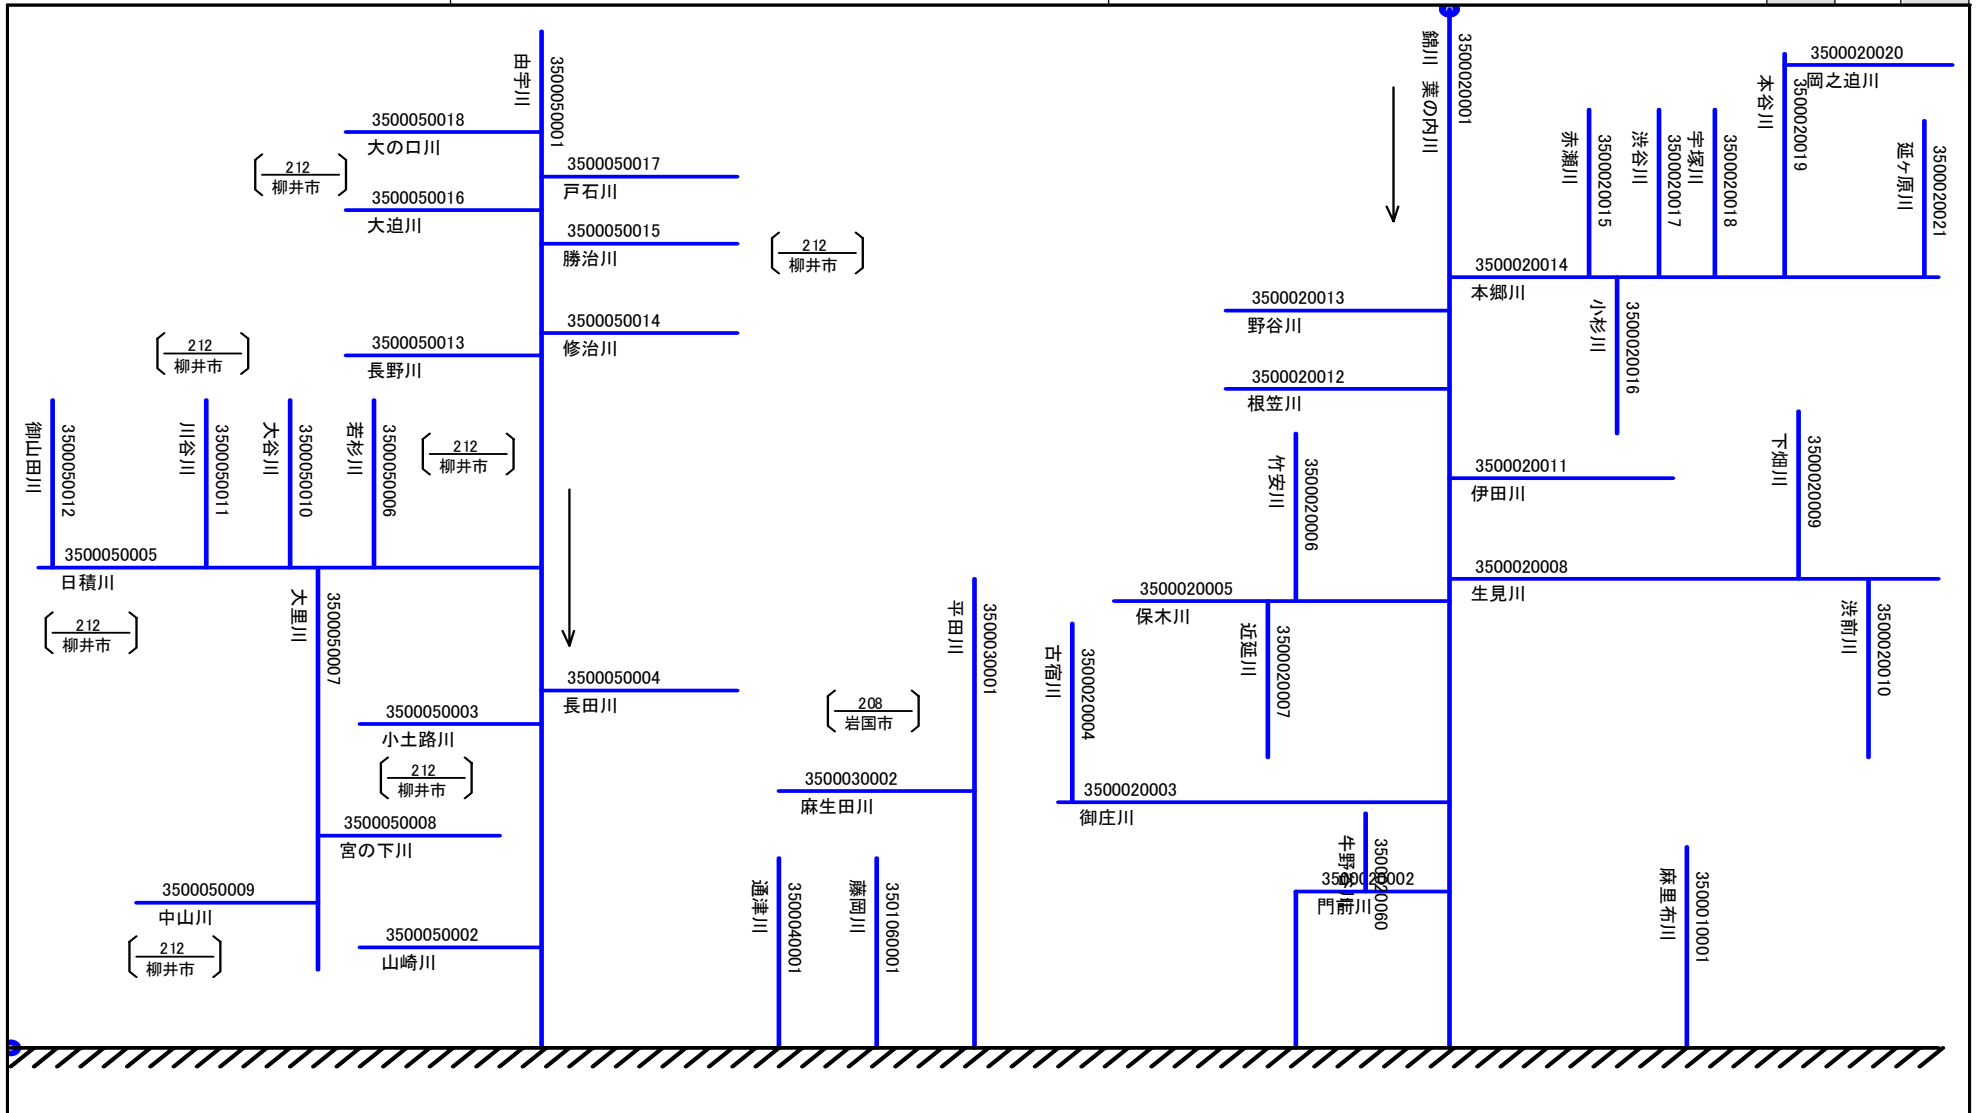 由宇川
3500050001
3500050018
大の口川
212
柳井市
3500050017
戸石川
3500050016
大迫川
3500050015
勝治川
212
柳井市
3500050014
修治川
212
柳井市
3500050013
長野川
御山田川
3500050012
川谷川
3500050011
大谷川
3500050010
若杉川
3500050006
212
柳井市
3500050005
日積川
212
柳井市
大里川
3500050007
3500050004
長田川
3500050003
小土路川
212
柳井市
3500050008
宮の下川
3500050009
中山川
212
柳井市
3500050002
山崎川
平田川
3500030001
208
岩国市
3500030002
麻生田川
通津川
3500040001
藤岡川
3501060001
錦川　葉の内川
3500020001
3500020020
岡之迫川
本谷川
3500020019
赤瀬川
3500020015
渋谷川
3500020017
宇塚川
3500020018
延ヶ原川
3500020021
3500020014
本郷川
3500020013
野谷川
小杉川
3500020016
3500020012
根笠川
竹安川
3500020006
3500020011
伊田川
下畑川
3500020009
3500020008
生見川
3500020005
保木川
近延川
3500020007
渋前川
3500020010
古宿川
3500020004
3500020003
御庄川
牛野谷川
3500020060
3500020002
門前川
麻里布川
3500010001